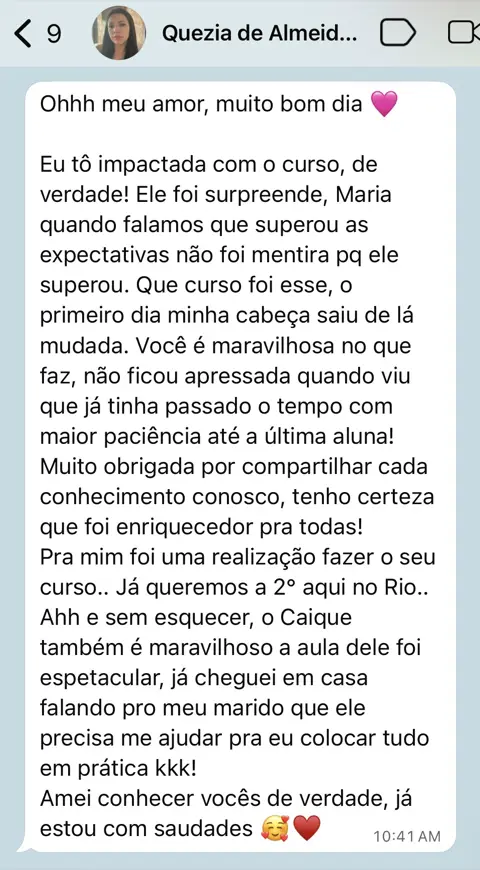 9 Quezia de Almeid...
Ohhh meu amor, muito bom dia 💓
Eu tô impactada com o curso, de
verdade! Ele foi surpreende, Maria
quando falamos que superou as
expectativas não foi mentira pq ele
superou. Que curso foi esse, o
primeiro dia minha cabeça saiu de lá
mudada. Você é maravilhosa no que
faz, não ficou apressada quando viu
que já tinha passado o tempo com
maior paciência até a última aluna!
Muito obrigada por compartilhar cada
conhecimento conosco, tenho certeza
que foi enriquecedor pra todas!
Pra mim foi uma realização fazer o seu
curso.. Já queremos a 2° aqui no Rio..
Ahh e sem esquecer, o Caique
também é maravilhoso a aula dele foi
espetacular, já cheguei em casa
falando pro meu marido que ele
precisa me ajudar pra eu colocar tudo
em prática kkk!
Amei conhecer vocês de verdade, já
estou com saudades 🥰♥️
10:41 AM